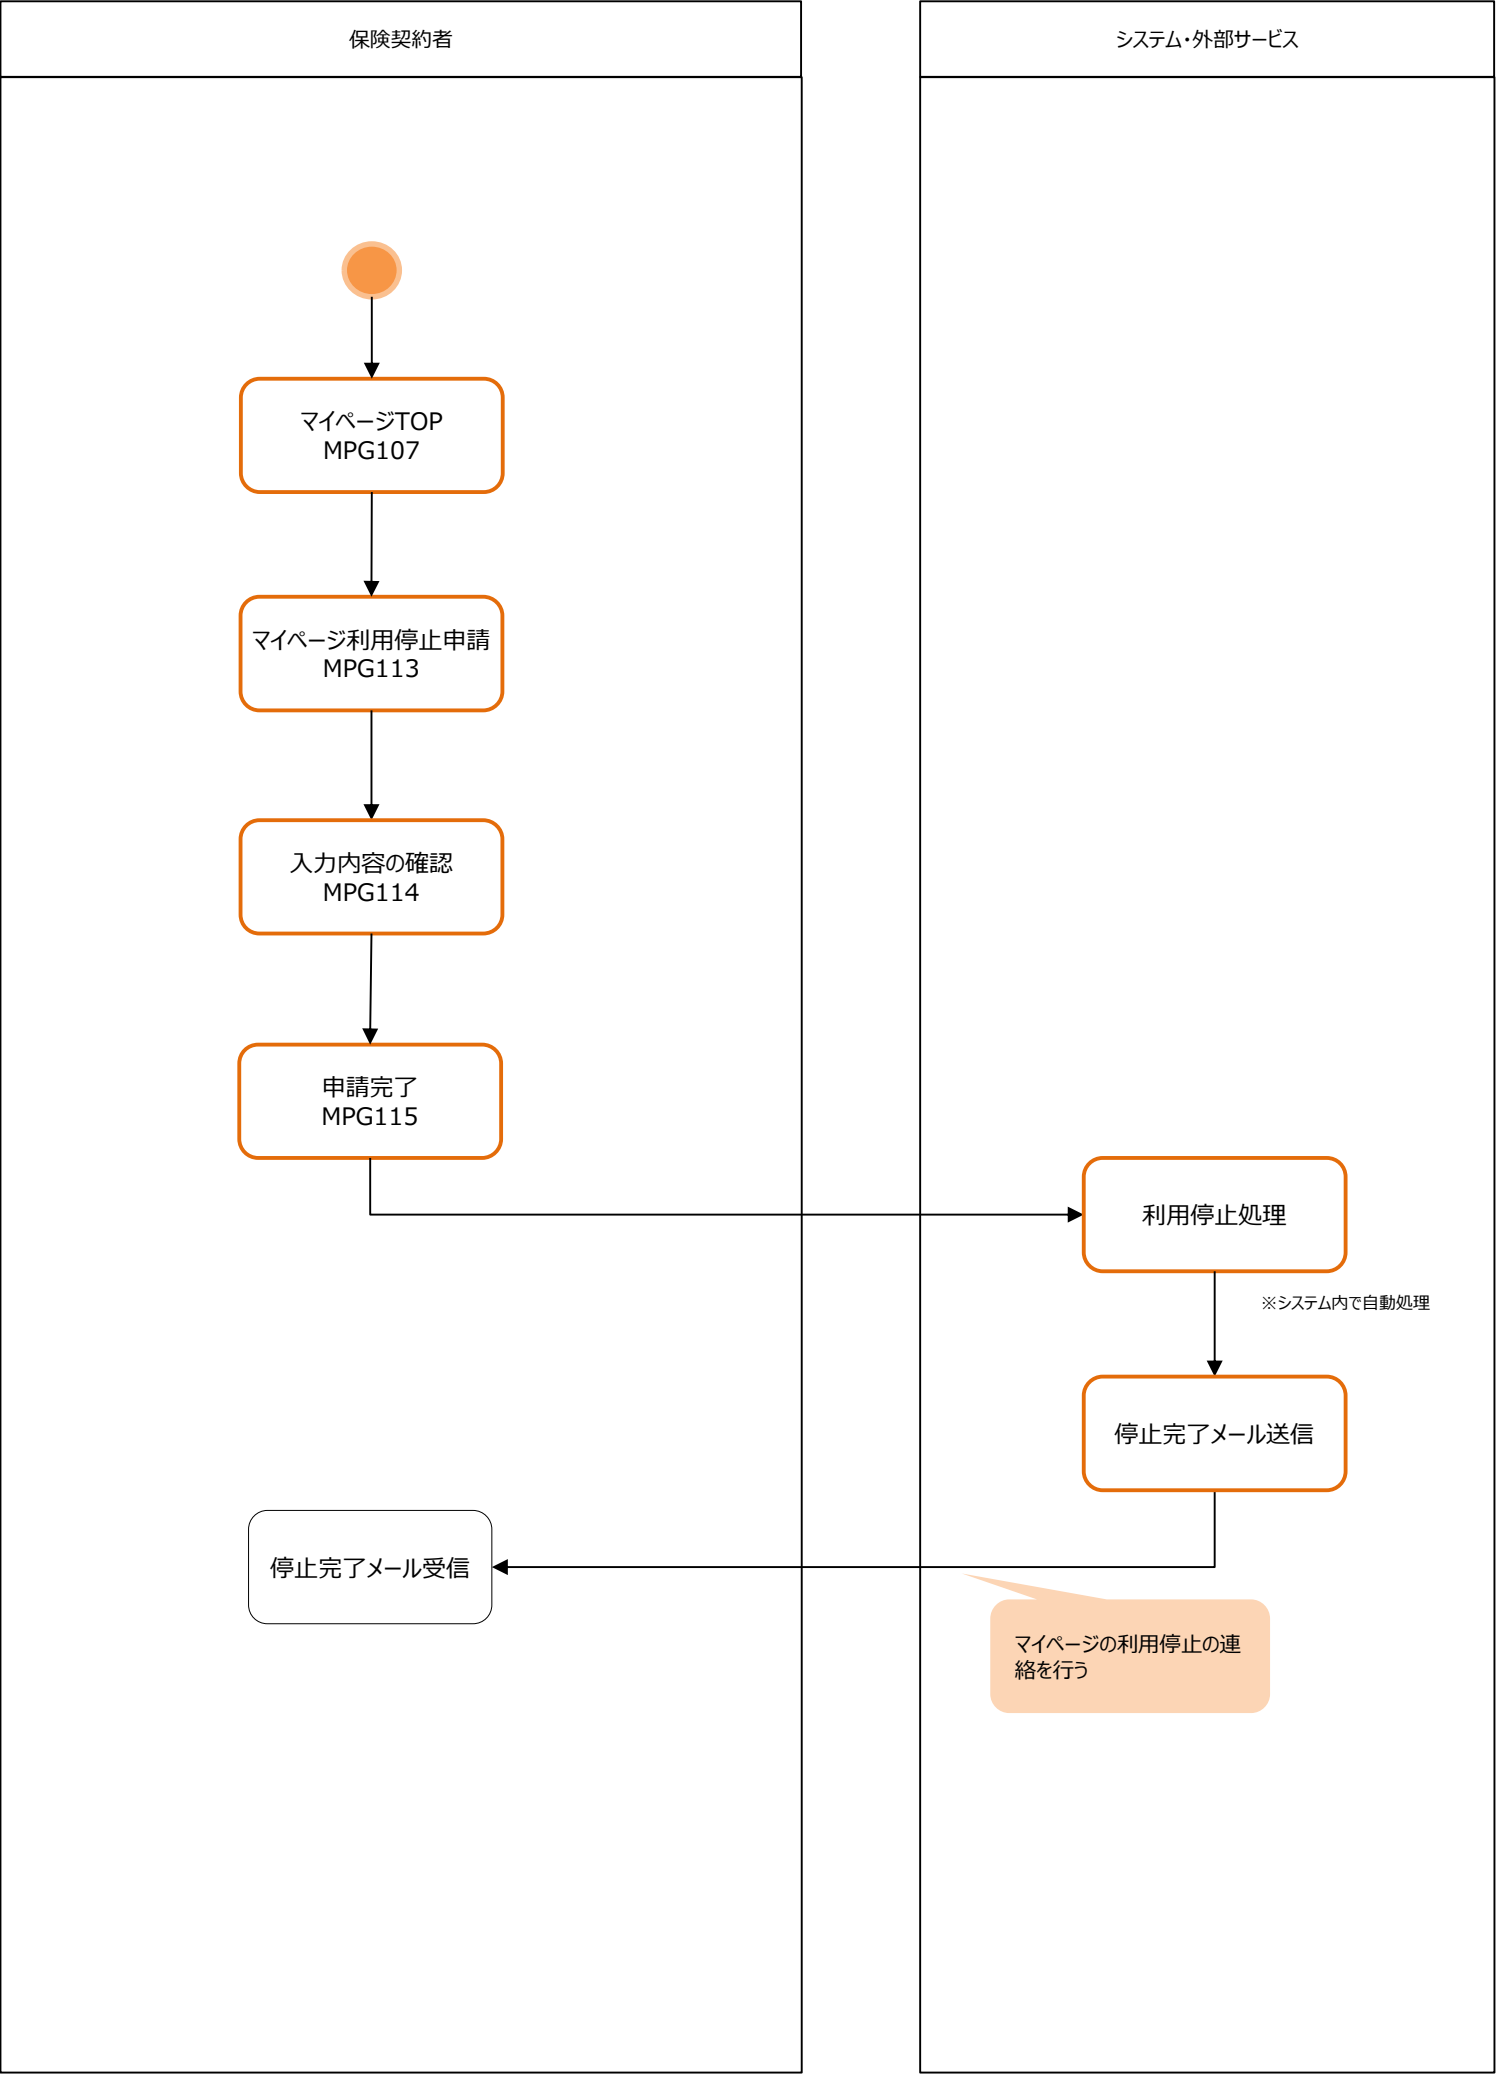 保険契約者
システム・外部サービス
マイページTOP
MPG107
マイページ利用停止申請
MPG113
入力内容の確認
MPG114
申請完了
MPG115
利用停止処理
※システム内で自動処理
停止完了メール送信
停止完了メール受信
マイページの利用停止の連
絡を行う